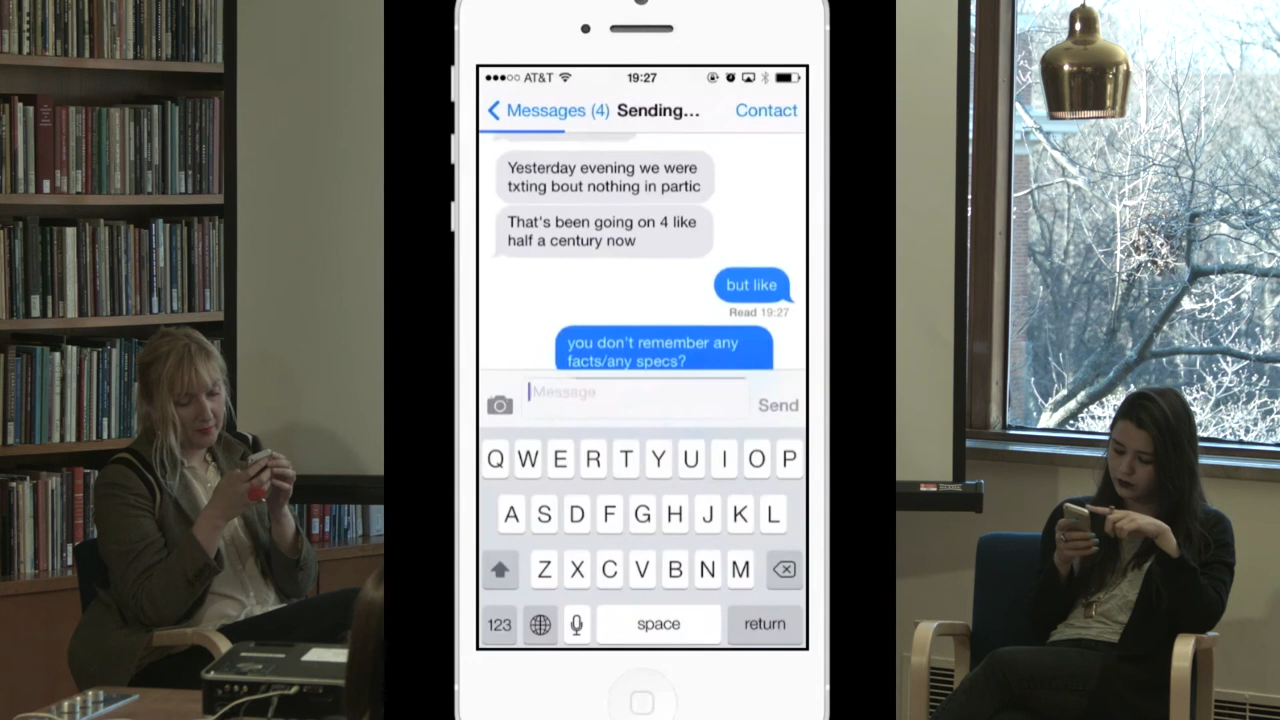 AT&T 19:27
Messages (4) Sending... Contact
Yesterday evening we were
txting bout nothing in partic
That's been going on 4 like
half a century now
but like
Read 19:27
you don't remember any
facts/any specs?
Message
Send
Q W E R T Y U I O P
A S D F G H J K L
Z X C V B N M
123 space return